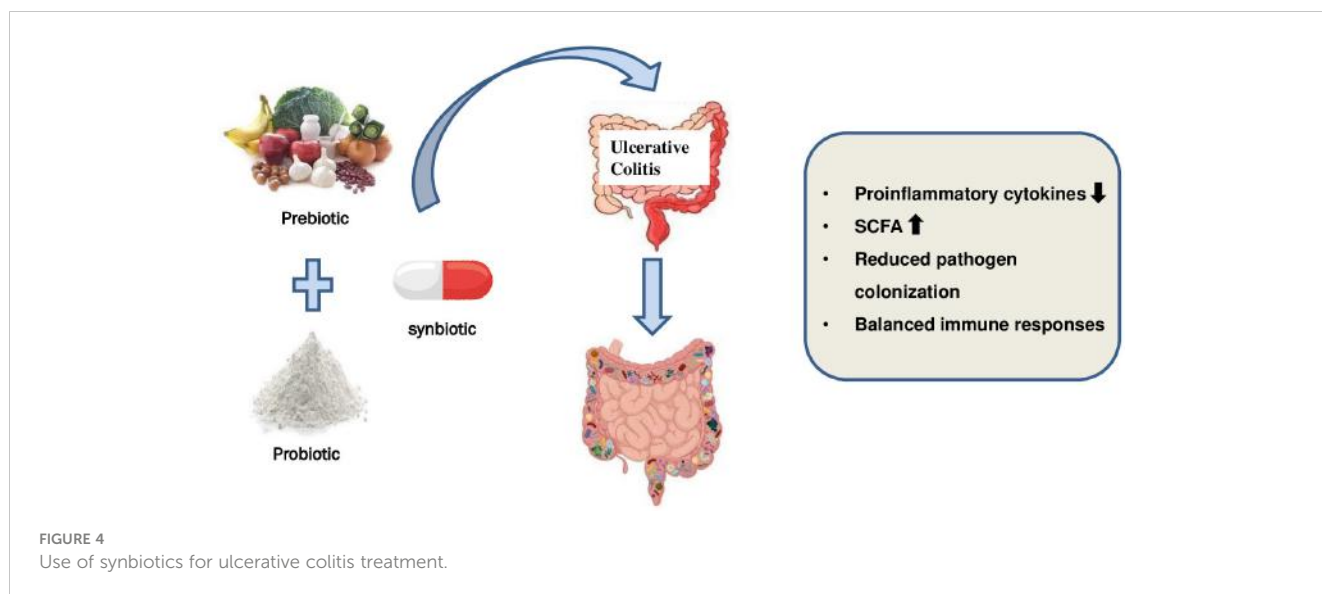 Prebiotic
synbiotic
Probiotic
Ulcerative
Colitis
• Proinflammatory cytokines ⬇
• SCFA ⬆
• Reduced pathogen
colonization
• Balanced immune responses
FIGURE 4
Use of synbiotics for ulcerative colitis treatment.